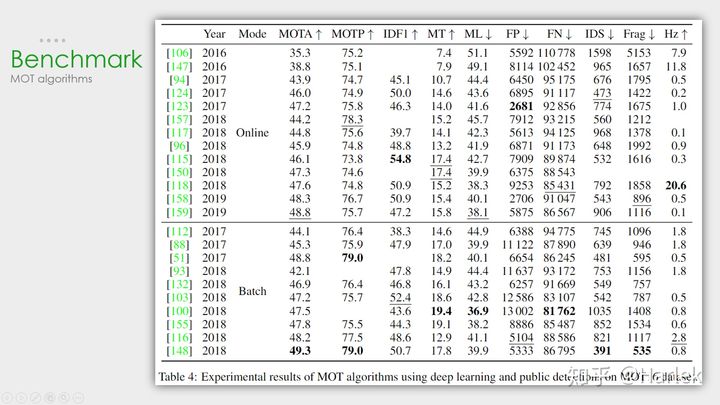 Benchmark
MOT algorithms
Year Mode MOTA ↑ MOTP ↑ IDF1 ↑ MT ↑ ML ↓ FP ↓ FN ↓ IDS ↓ Frag ↓ Hz ↑
[106] 2016 35.3 75.2 7.4 51.1 5592 110 778 1598 5153 7.9
[147] 2016 38.8 75.1 7.9 49.1 8114 102 452 965 1657 11.8
[94] 2017 43.9 74.7 45.1 10.7 44.4 6450 95 175 676 1795 0.5
[124] 2017 46.0 74.9 50.0 14.6 43.6 6895 91 117 473 1422 0.2
[123] 2017 47.2 75.8 46.3 14.0 41.6 2681 92 856 774 1675 1.0
[157] 2018 44.2 78.3 15.2 45.7 7912 93 215 560 1212
[117] 2018 Online 44.8 75.6 39.7 14.1 42.3 5613 94 125 968 1378 0.1
[96] 2018 45.9 74.8 48.8 13.2 41.9 6871 91 173 648 1992 0.9
[115] 2018 46.1 73.8 54.8 17.4 42.7 7909 89 874 532 1616 0.3
[150] 2018 47.3 74.6 17.4 39.9 6375 88 543
[118] 2018 47.6 74.8 50.9 15.2 38.3 9253 85 431 792 1858 20.6
[158] 2018 48.3 76.7 50.9 15.4 40.1 2706 91 047 543 896 0.5
[159] 2019 48.8 75.7 47.2 15.8 38.1 5875 86 567 906 1116 0.1
[112] 2017 44.1 76.4 38.3 14.6 44.9 6388 94 775 745 1096 1.8
[88] 2017 45.3 75.9 47.9 17.0 39.9 11 122 87 890 639 946 1.8
[51] 2017 48.8 79.0 18.2 40.1 6654 86 245 481 595 0.5
[93] 2018 42.1 47.8 14.9 44.4 11 637 93 172 753 1156 1.8
[132] 2018 Batch 46.9 76.4 46.8 16.1 43.2 6257 91 669 549 757
[103] 2018 47.2 75.7 52.4 18.6 42.8 12 586 83 107 542 787 0.5
[100] 2018 47.5 43.6 19.4 36.9 13 002 81 762 1035 1408 0.8
[155] 2018 47.8 75.5 44.3 19.1 38.2 8886 85 487 852 1534 0.6
[116] 2018 48.2 77.5 48.6 12.9 41.1 5104 88 586 821 1117 2.8
[148] 2018 49.3 79.0 50.7 17.8 39.9 5333 86 795 391 535 0.8
Table 4: Experimental results of MOT algorithms using deep learning and public detections on MOT16 dataset.